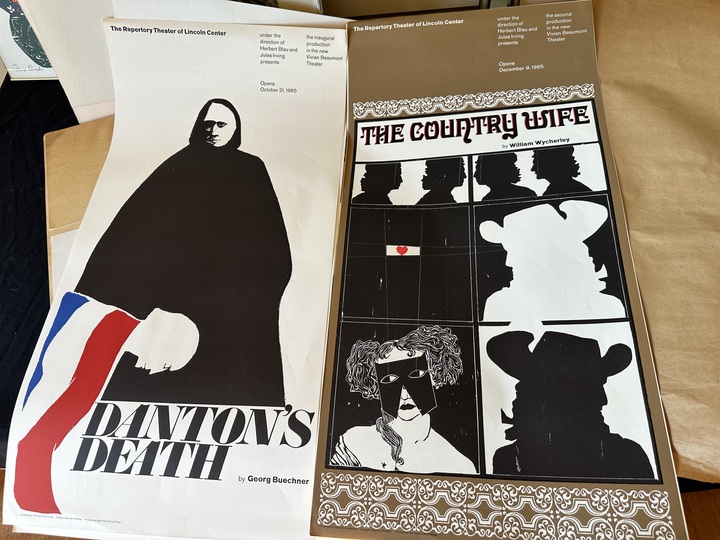 The Repertory Theater of Lincoln Center
under the
direction of
Herbert Blau and
Jules Irving
presents
the inaugural
production
in the new
Vivian Beaumont
Theater
Opens
October 21, 1965
DANTON'S
DEATH
by Georg Buechner
The Repertory Theater of Lincoln Center
under the
direction of
Herbert Blau and
Jules Irving
presents
the second
production
in the new
Vivian Beaumont
Theater
Opens
December 9, 1965
THE COUNTRY WIFE
by William Wycherley